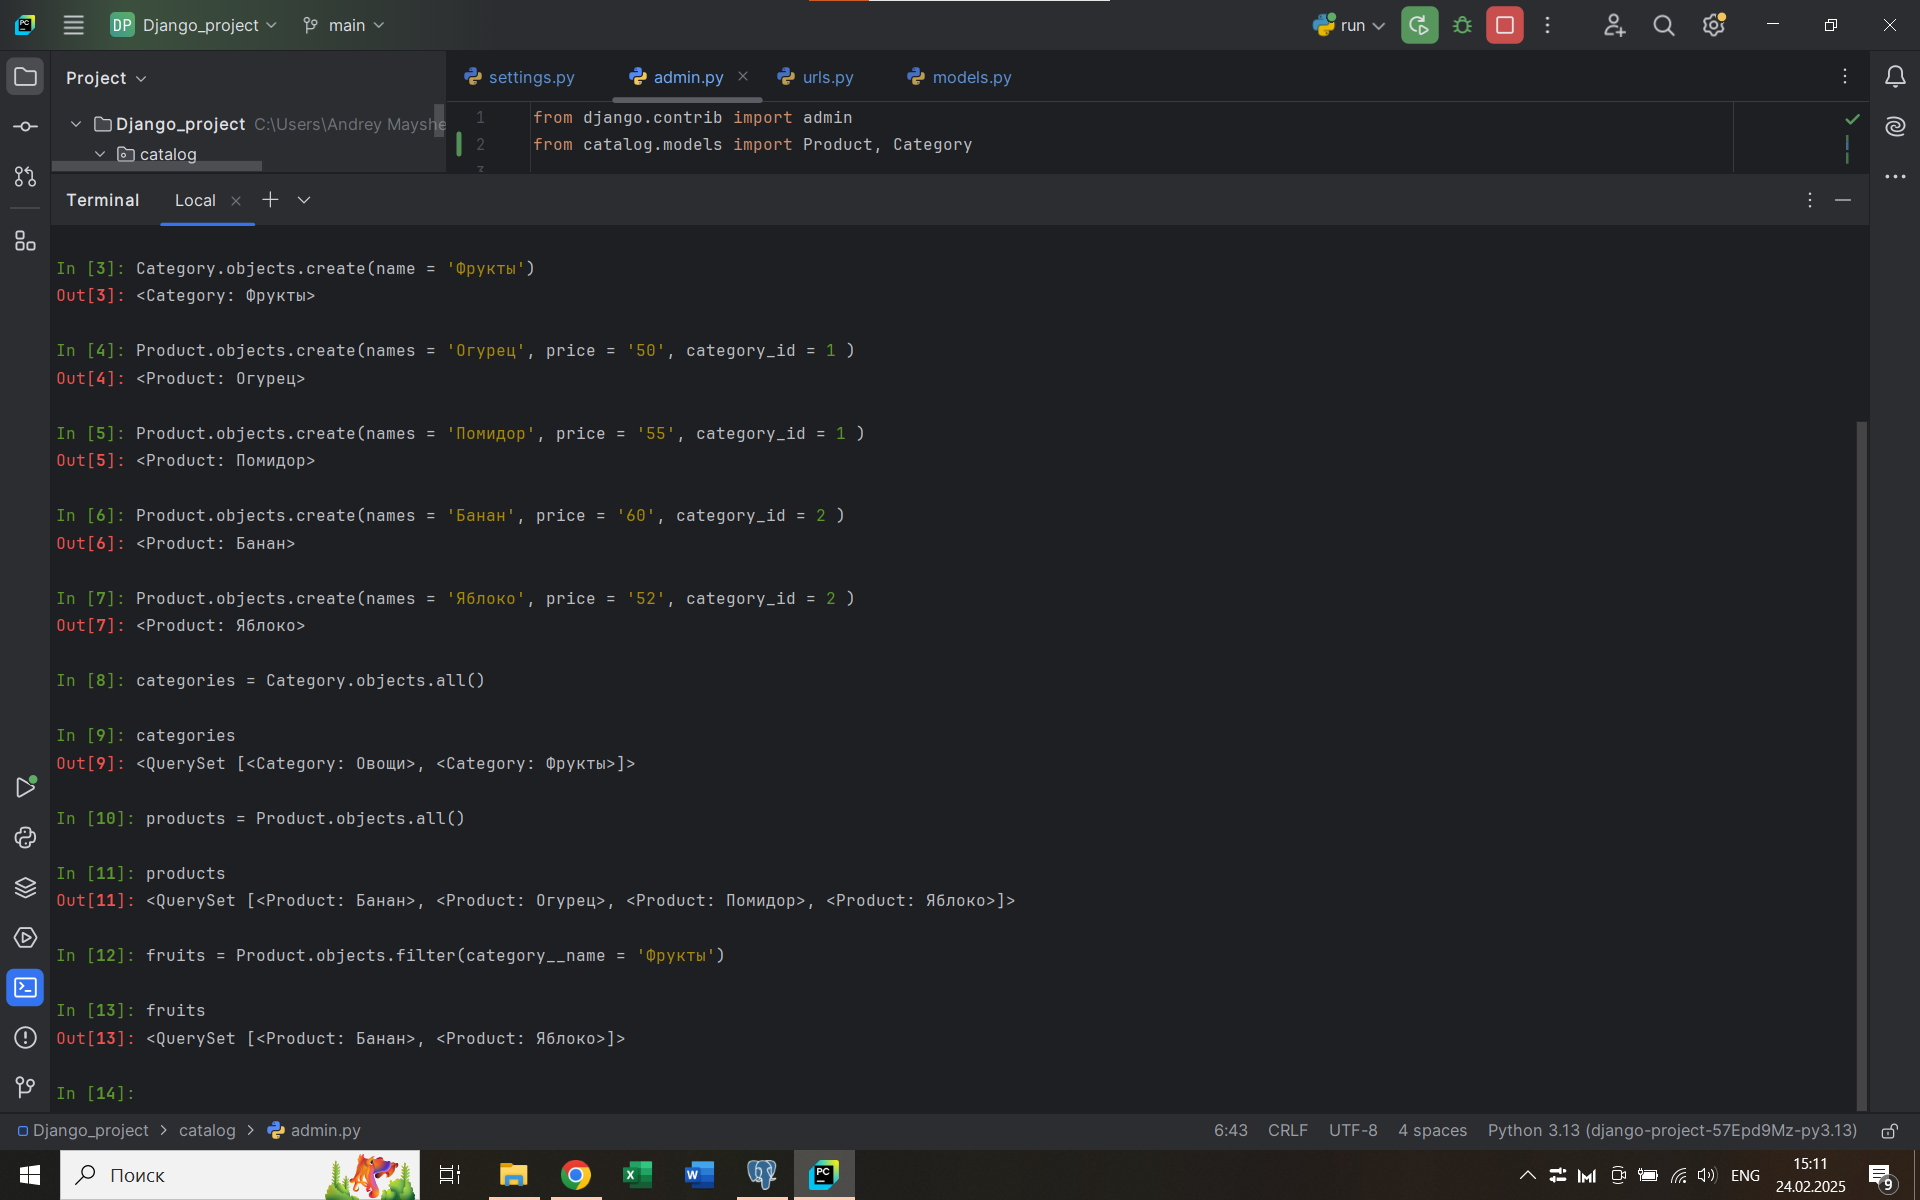 DP Django_project main run
Project
settings.py admin.py urls.py models.py
Django_project C:\Users\Andrey Mayshe
catalog
1 from django.contrib import admin
2 from catalog.models import Product, Category
Terminal Local
In [3]: Category.objects.create(name = 'Фрукты')
Out[3]: <Category: Фрукты>
In [4]: Product.objects.create(names = 'Огурец', price = '50', category_id = 1 )
Out[4]: <Product: Огурец>
In [5]: Product.objects.create(names = 'Помидор', price = '55', category_id = 1 )
Out[5]: <Product: Помидор>
In [6]: Product.objects.create(names = 'Банан', price = '60', category_id = 2 )
Out[6]: <Product: Банан>
In [7]: Product.objects.create(names = 'Яблоко', price = '52', category_id = 2 )
Out[7]: <Product: Яблоко>
In [8]: categories = Category.objects.all()
In [9]: categories
Out[9]: <QuerySet [<Category: Овощи>, <Category: Фрукты>]>
In [10]: products = Product.objects.all()
In [11]: products
Out[11]: <QuerySet [<Product: Банан>, <Product: Огурец>, <Product: Помидор>, <Product: Яблоко>]>
In [12]: fruits = Product.objects.filter(category__name = 'Фрукты')
In [13]: fruits
Out[13]: <QuerySet [<Product: Банан>, <Product: Яблоко>]>
In [14]:
Django_project > catalog > admin.py 6:43 CRLF UTF-8 4 spaces Python 3.13 (django-project-57Epd9Mz-py3.13)
Поиск ENG 15:11
24.02.2025 9